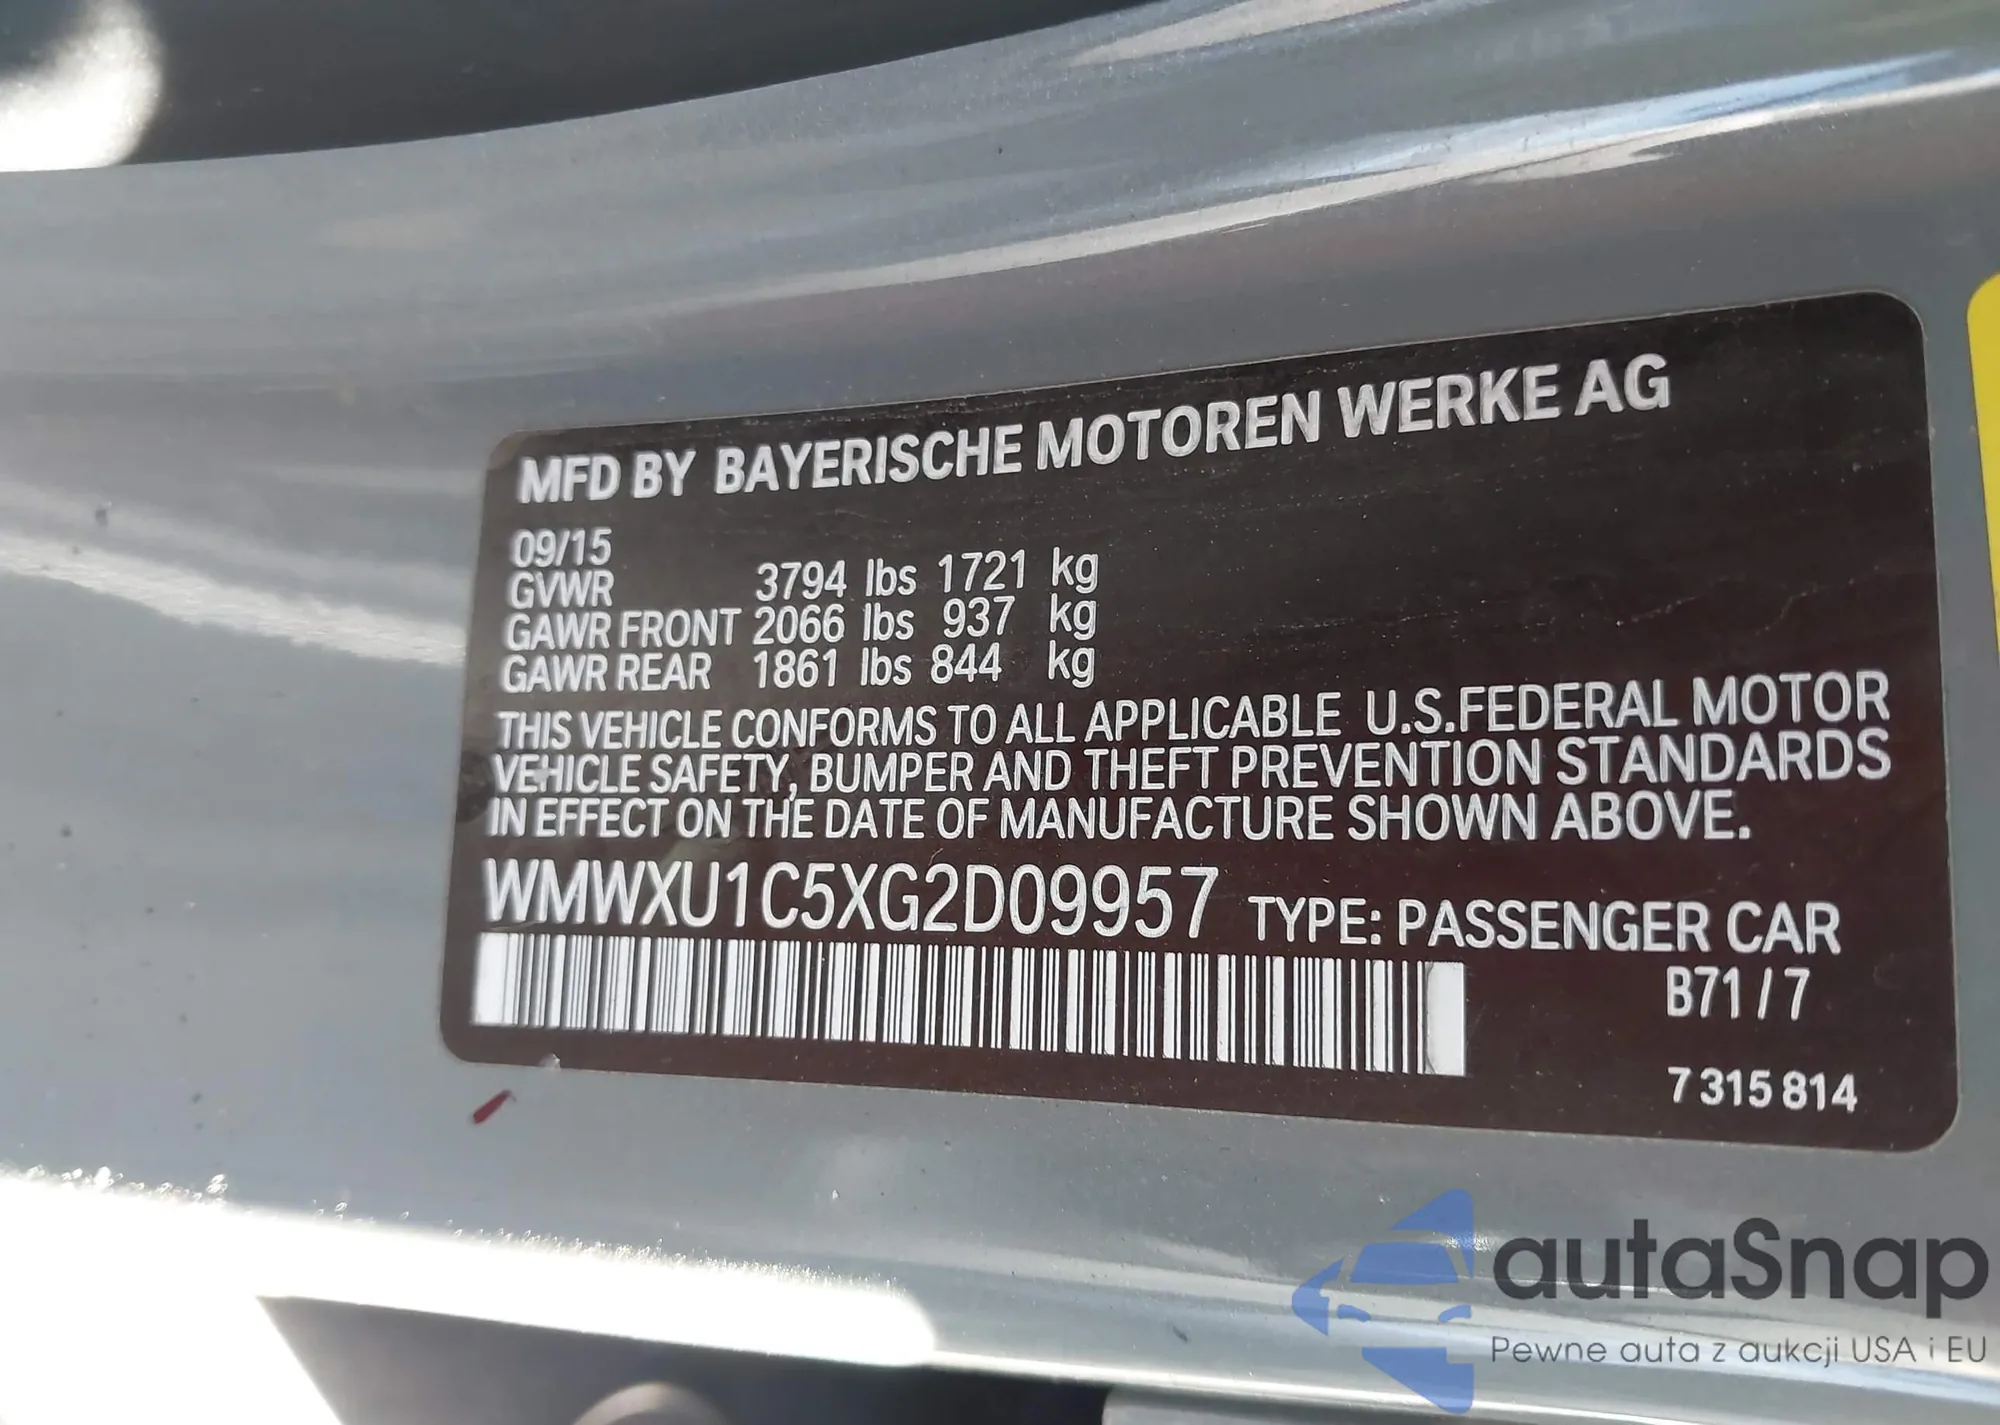 MFD BY BAYERISCHE MOTOREN WERKE AG
09/15
GVWR 3794 lbs 1721 kg
GAWR FRONT 2066 lbs 937 kg
GAWR REAR 1861 lbs 844 kg
THIS VEHICLE CONFORMS TO ALL APPLICABLE U.S.FEDERAL MOTOR
VEHICLE SAFETY, BUMPER AND THEFT PREVENTION STANDARDS
IN EFFECT ON THE DATE OF MANUFACTURE SHOWN ABOVE.
WMWXU1C5XG2D09957 TYPE: PASSENGER CAR
B71/7
7 315 814
autaSnap
Pewne auta z aukcji USA i EU